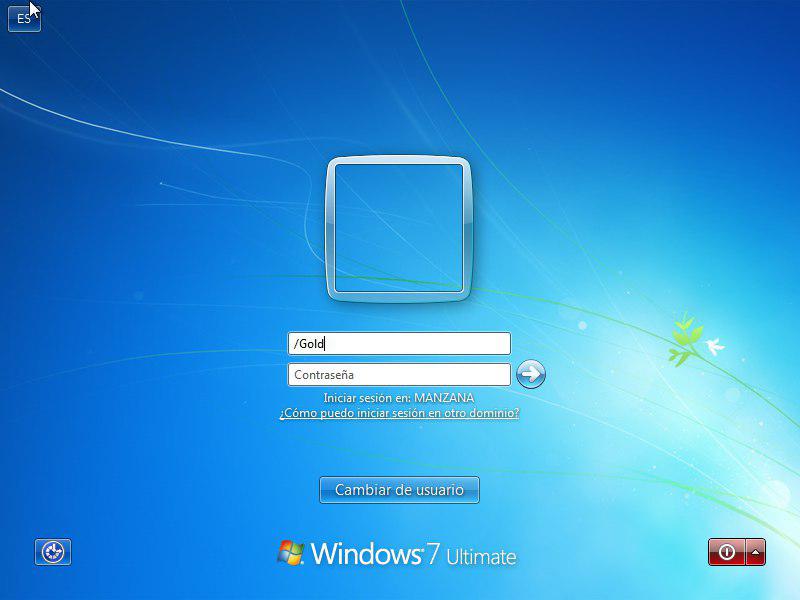 ES
/Gold
Contraseña
Iniciar sesión en: MANZANA
¿Cómo puedo iniciar sesión en otro dominio?
Cambiar de usuario
Windows 7 Ultimate